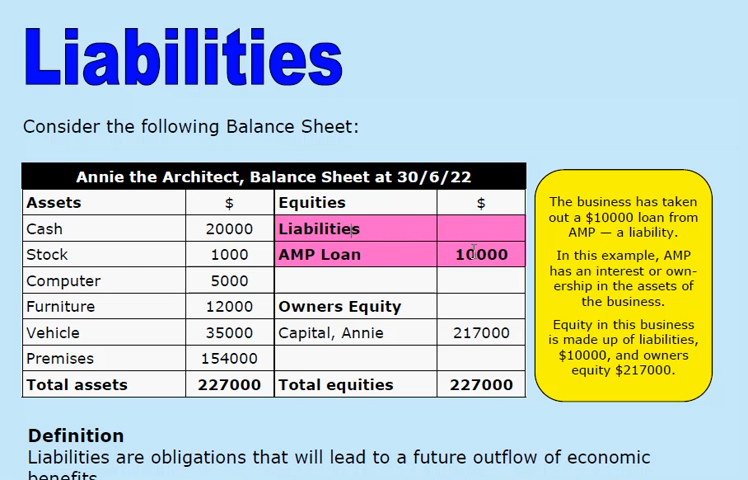 Liabilities
Consider the following Balance Sheet:
Annie the Architect, Balance Sheet at 30/6/22
Assets $ Equities $
Cash 20000 Liabilities
Stock 1000 AMP Loan 10000
Computer 5000
Furniture 12000 Owners Equity
Vehicle 35000 Capital, Annie 217000
Premises 154000
Total assets 227000 Total equities 227000
The business has taken
out a $10000 loan from
AMP — a liability.
In this example, AMP
has an interest or own-
ership in the assets of
the business.
Equity in this business
is made up of liabilities,
$10000, and owners
equity $217000.
Definition
Liabilities are obligations that will lead to a future outflow of economic
benefits